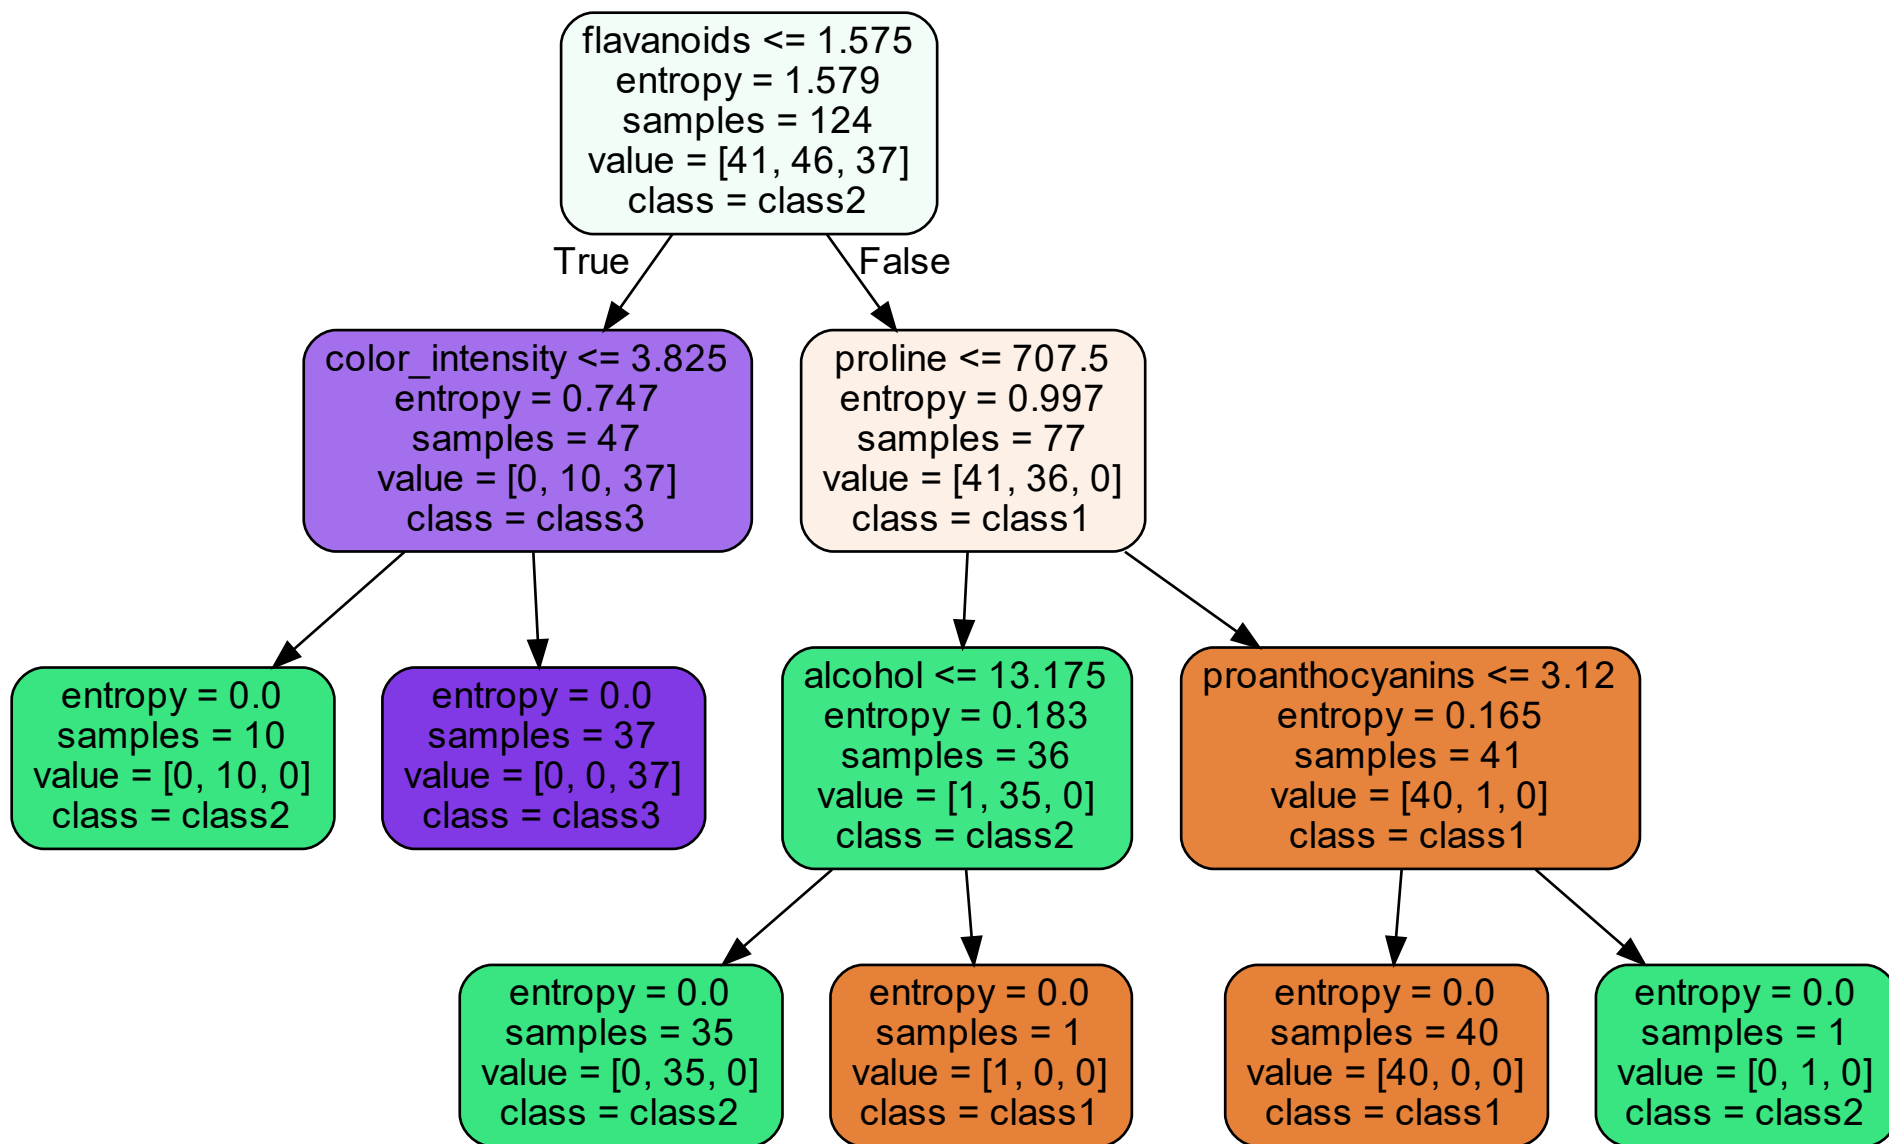 flavanoids <= 1.575
entropy = 1.579
samples = 124
value = [41, 46, 37]
class = class2
True
False
color_intensity <= 3.825
entropy = 0.747
samples = 47
value = [0, 10, 37]
class = class3
proline <= 707.5
entropy = 0.997
samples = 77
value = [41, 36, 0]
class = class1
entropy = 0.0
samples = 10
value = [0, 10, 0]
class = class2
entropy = 0.0
samples = 37
value = [0, 0, 37]
class = class3
alcohol <= 13.175
entropy = 0.183
samples = 36
value = [1, 35, 0]
class = class2
proanthocyanins <= 3.12
entropy = 0.165
samples = 41
value = [40, 1, 0]
class = class1
entropy = 0.0
samples = 35
value = [0, 35, 0]
class = class2
entropy = 0.0
samples = 1
value = [1, 0, 0]
class = class1
entropy = 0.0
samples = 40
value = [40, 0, 0]
class = class1
entropy = 0.0
samples = 1
value = [0, 1, 0]
class = class2